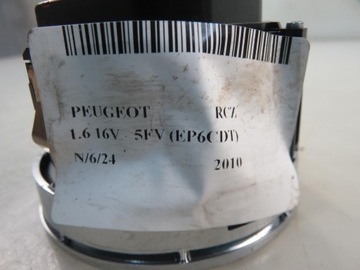 PEUGEOT RCZ
1.6 16V 5FV (EP6CDT)
N/6/24 2010